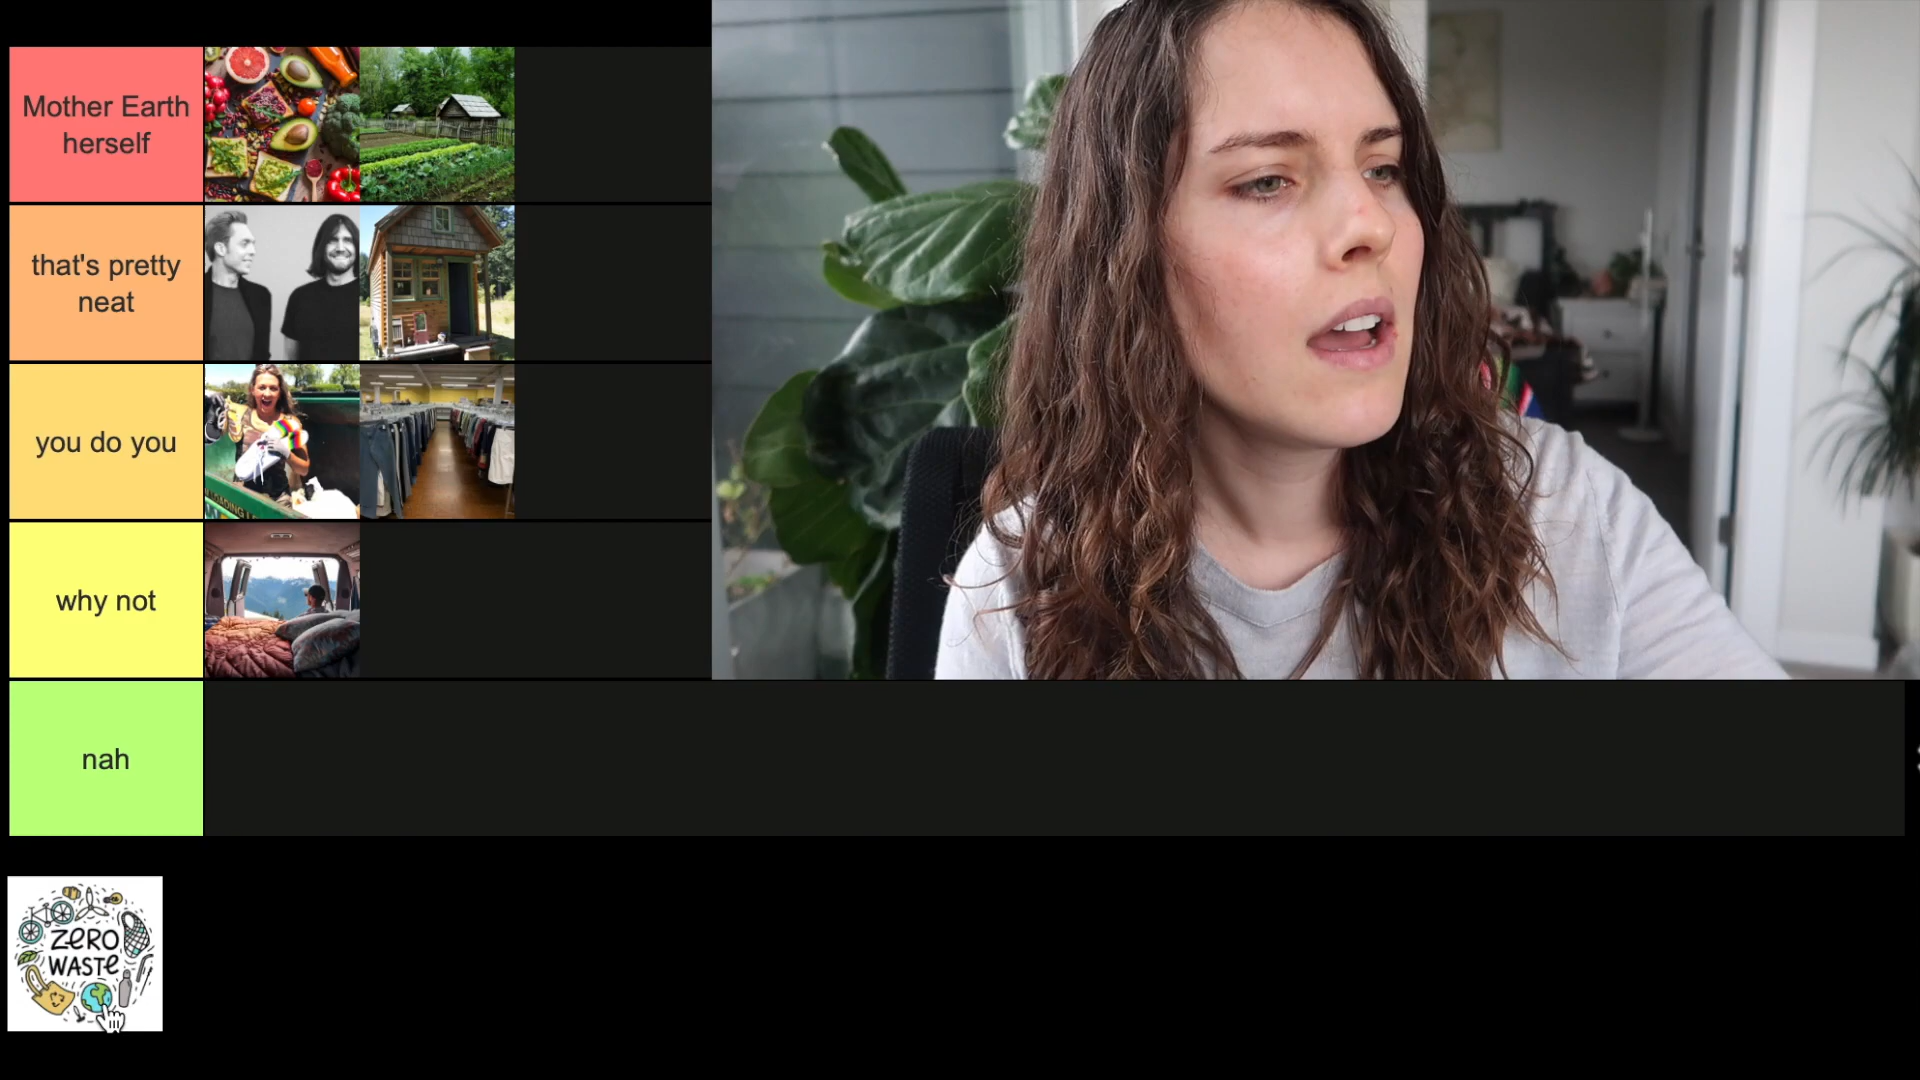 Mother Earth
herself
that's pretty
neat
you do you
why not
nah
ZERO
WASTE